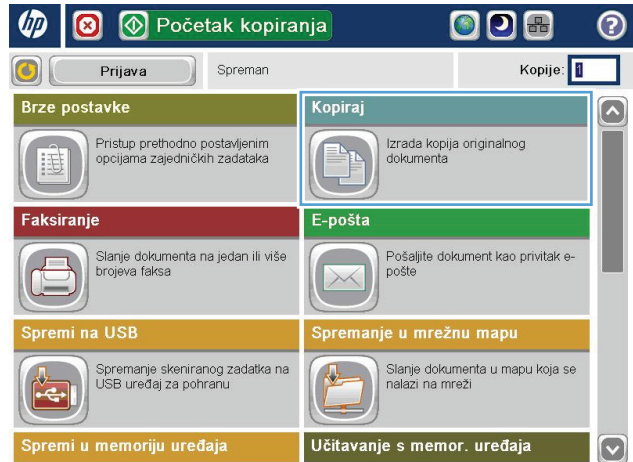 hp
Početak kopiranja
?
Prijava
Spreman
Kopije: 1
Brze postavke
Pristup prethodno postavljenim
opcijama zajedničkih zadataka
Kopiraj
Izrada kopija originalnog
dokumenta
Faksiranje
Slanje dokumenta na jedan ili više
brojeva faksa
E-pošta
Pošaljite dokument kao privitak e-
pošte
Spremi na USB
Spremanje skeniranog zadatka na
USB uređaj za pohranu
Spremanje u mrežnu mapu
Slanje dokumenta u mapu koja se
nalazi na mreži
Spremi u memoriju uređaja
Učitavanje s memor. uređaja